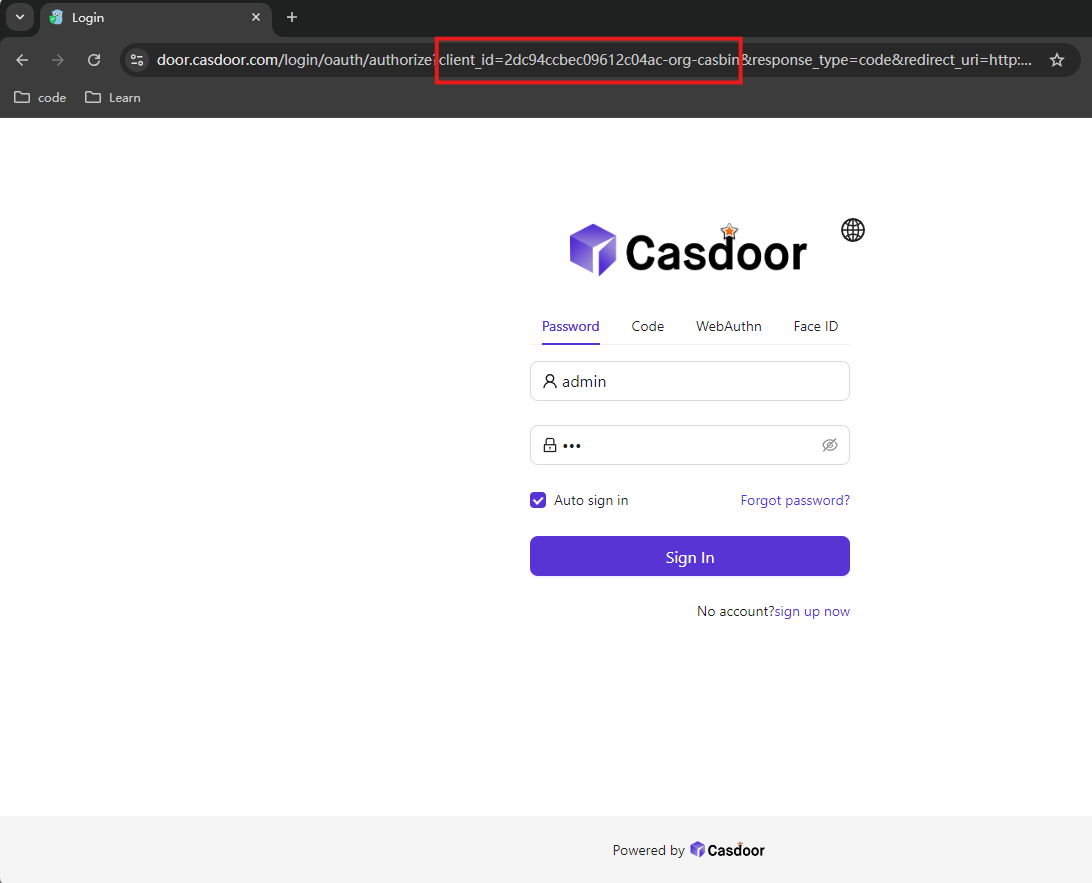 Login
door.casdoor.com/login/oauth/authorize?client_id=2dc94ccbec09612c04ac-org-casbin&response_type=code&redirect_uri=http:...
code Learn
Casdoor
Password Code WebAuthn Face ID
admin
•••
Auto sign in Forgot password?
Sign In
No account?sign up now
Powered by Casdoor